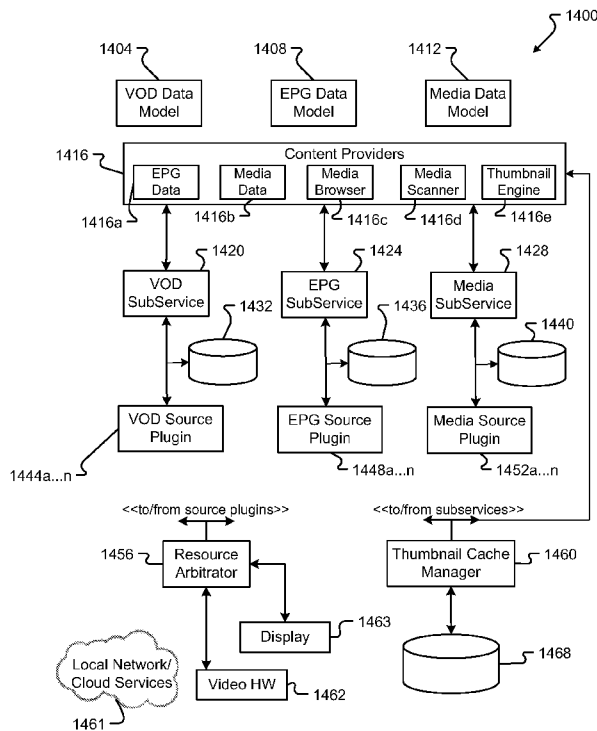 1400
1404
1408
1412
VOD Data
Model
EPG Data
Model
Media Data
Model
1416
Content Providers
EPG
Data
Media
Data
Media
Browser
Media
Scanner
Thumbnail
Engine
1416a
1416b
1416c
1416d
1416e
1420
1424
1428
VOD
SubService
EPG
SubService
Media
SubService
1432
1436
1440
VOD Source
Plugin
EPG Source
Plugin
Media Source
Plugin
1444a...n
1448a...n
1452a...n
<<to/from source plugins>>
<<to/from subservices>>
1456
Resource
Arbitrator
Thumbnail Cache
Manager
1460
Display
1463
Local Network/
Cloud Services
1461
Video HW
1462
1468